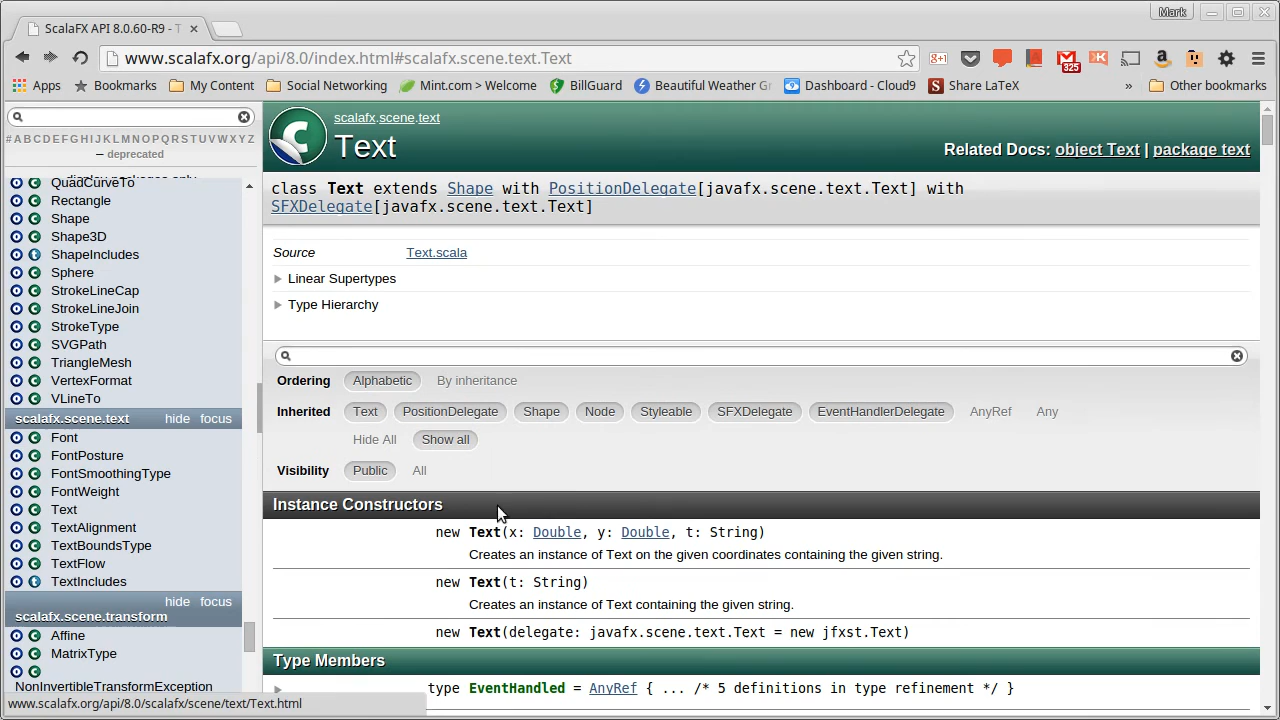 Mark
ScalaFX API 8.0.60-R9 - T
www.scalafx.org/api/8.0/index.html#scalafx.scene.text.Text
325
Apps Bookmarks My Content Social Networking Mint.com > Welcome BillGuard Beautiful Weather Gr Dashboard - Cloud9 Share LaTeX » Other bookmarks
#ABCDEFGHIJKLMNOPQRSTUVWXYZ
– deprecated
display packages only
QuadCurveTo
Rectangle
Shape
Shape3D
ShapeIncludes
Sphere
StrokeLineCap
StrokeLineJoin
StrokeType
SVGPath
TriangleMesh
VertexFormat
VLineTo
scalafx.scene.text hide focus
Font
FontPosture
FontSmoothingType
FontWeight
Text
TextAlignment
TextBoundsType
TextFlow
TextIncludes
hide focus
scalafx.scene.transform
Affine
MatrixType
NonInvertibleTransformException
www.scalafx.org/api/8.0/scalafx/scene/text/Text.html
scalafx.scene.text
Text
Related Docs: object Text | package text
class Text extends Shape with PositionDelegate[javafx.scene.text.Text] with
SFXDelegate[javafx.scene.text.Text]
Source Text.scala
Linear Supertypes
Type Hierarchy
Ordering Alphabetic By inheritance
Inherited Text PositionDelegate Shape Node Styleable SFXDelegate EventHandlerDelegate AnyRef Any
Hide All Show all
Visibility Public All
Instance Constructors
new Text(x: Double, y: Double, t: String)
Creates an instance of Text on the given coordinates containing the given string.
new Text(t: String)
Creates an instance of Text containing the given string.
new Text(delegate: javafx.scene.text.Text = new jfxst.Text)
Type Members
type EventHandled = AnyRef { ... /* 5 definitions in type refinement */ }